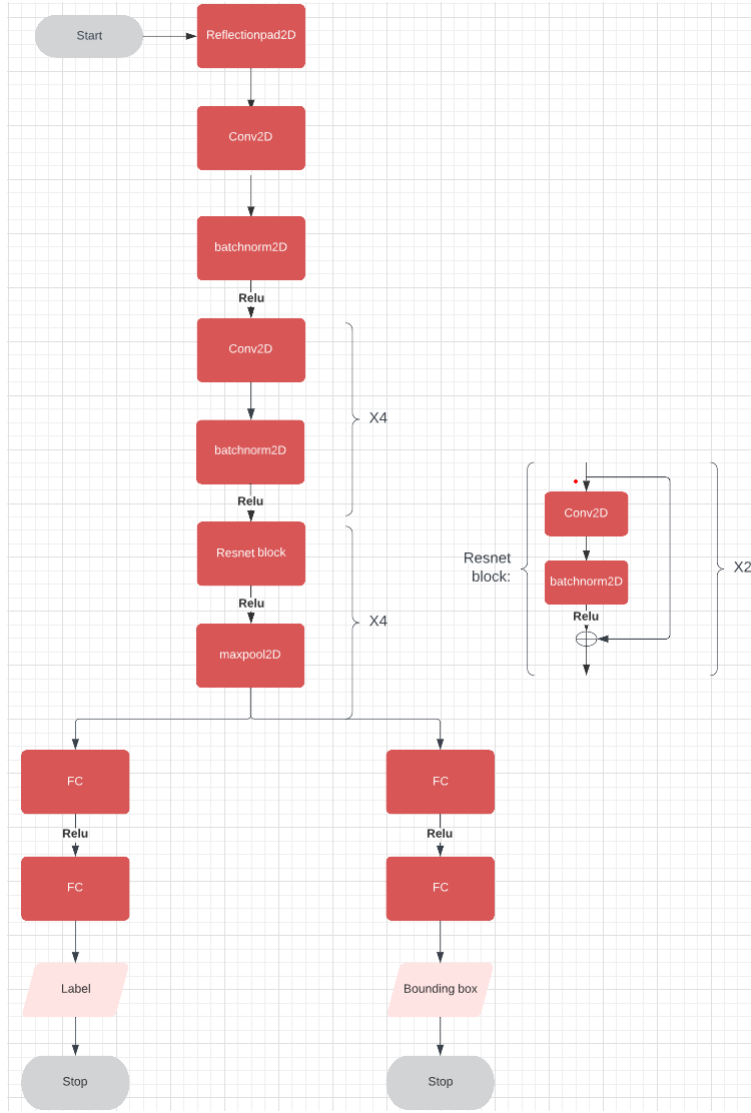 Start
Reflectionpad2D
Conv2D
batchnorm2D
Relu
Conv2D
X4
batchnorm2D
Relu
Resnet block
Relu
X4
maxpool2D
Resnet
block:
Conv2D
batchnorm2D
Relu
X2
FC
FC
Relu
Relu
FC
FC
Label
Bounding box
Stop
Stop